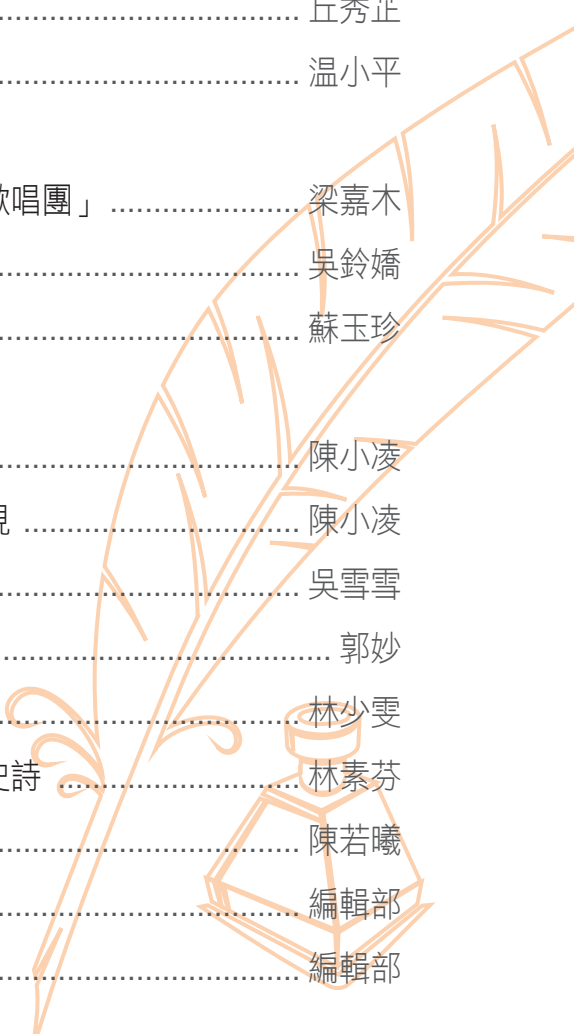 丘秀芷
温小平
歌唱團」 梁嘉木
吳鈴嬌
蘇玉珍
陳小凌
陳小凌
吳雪雪
郭妙
林少雯
史詩 林素芬
陳若曦
編輯部
編輯部